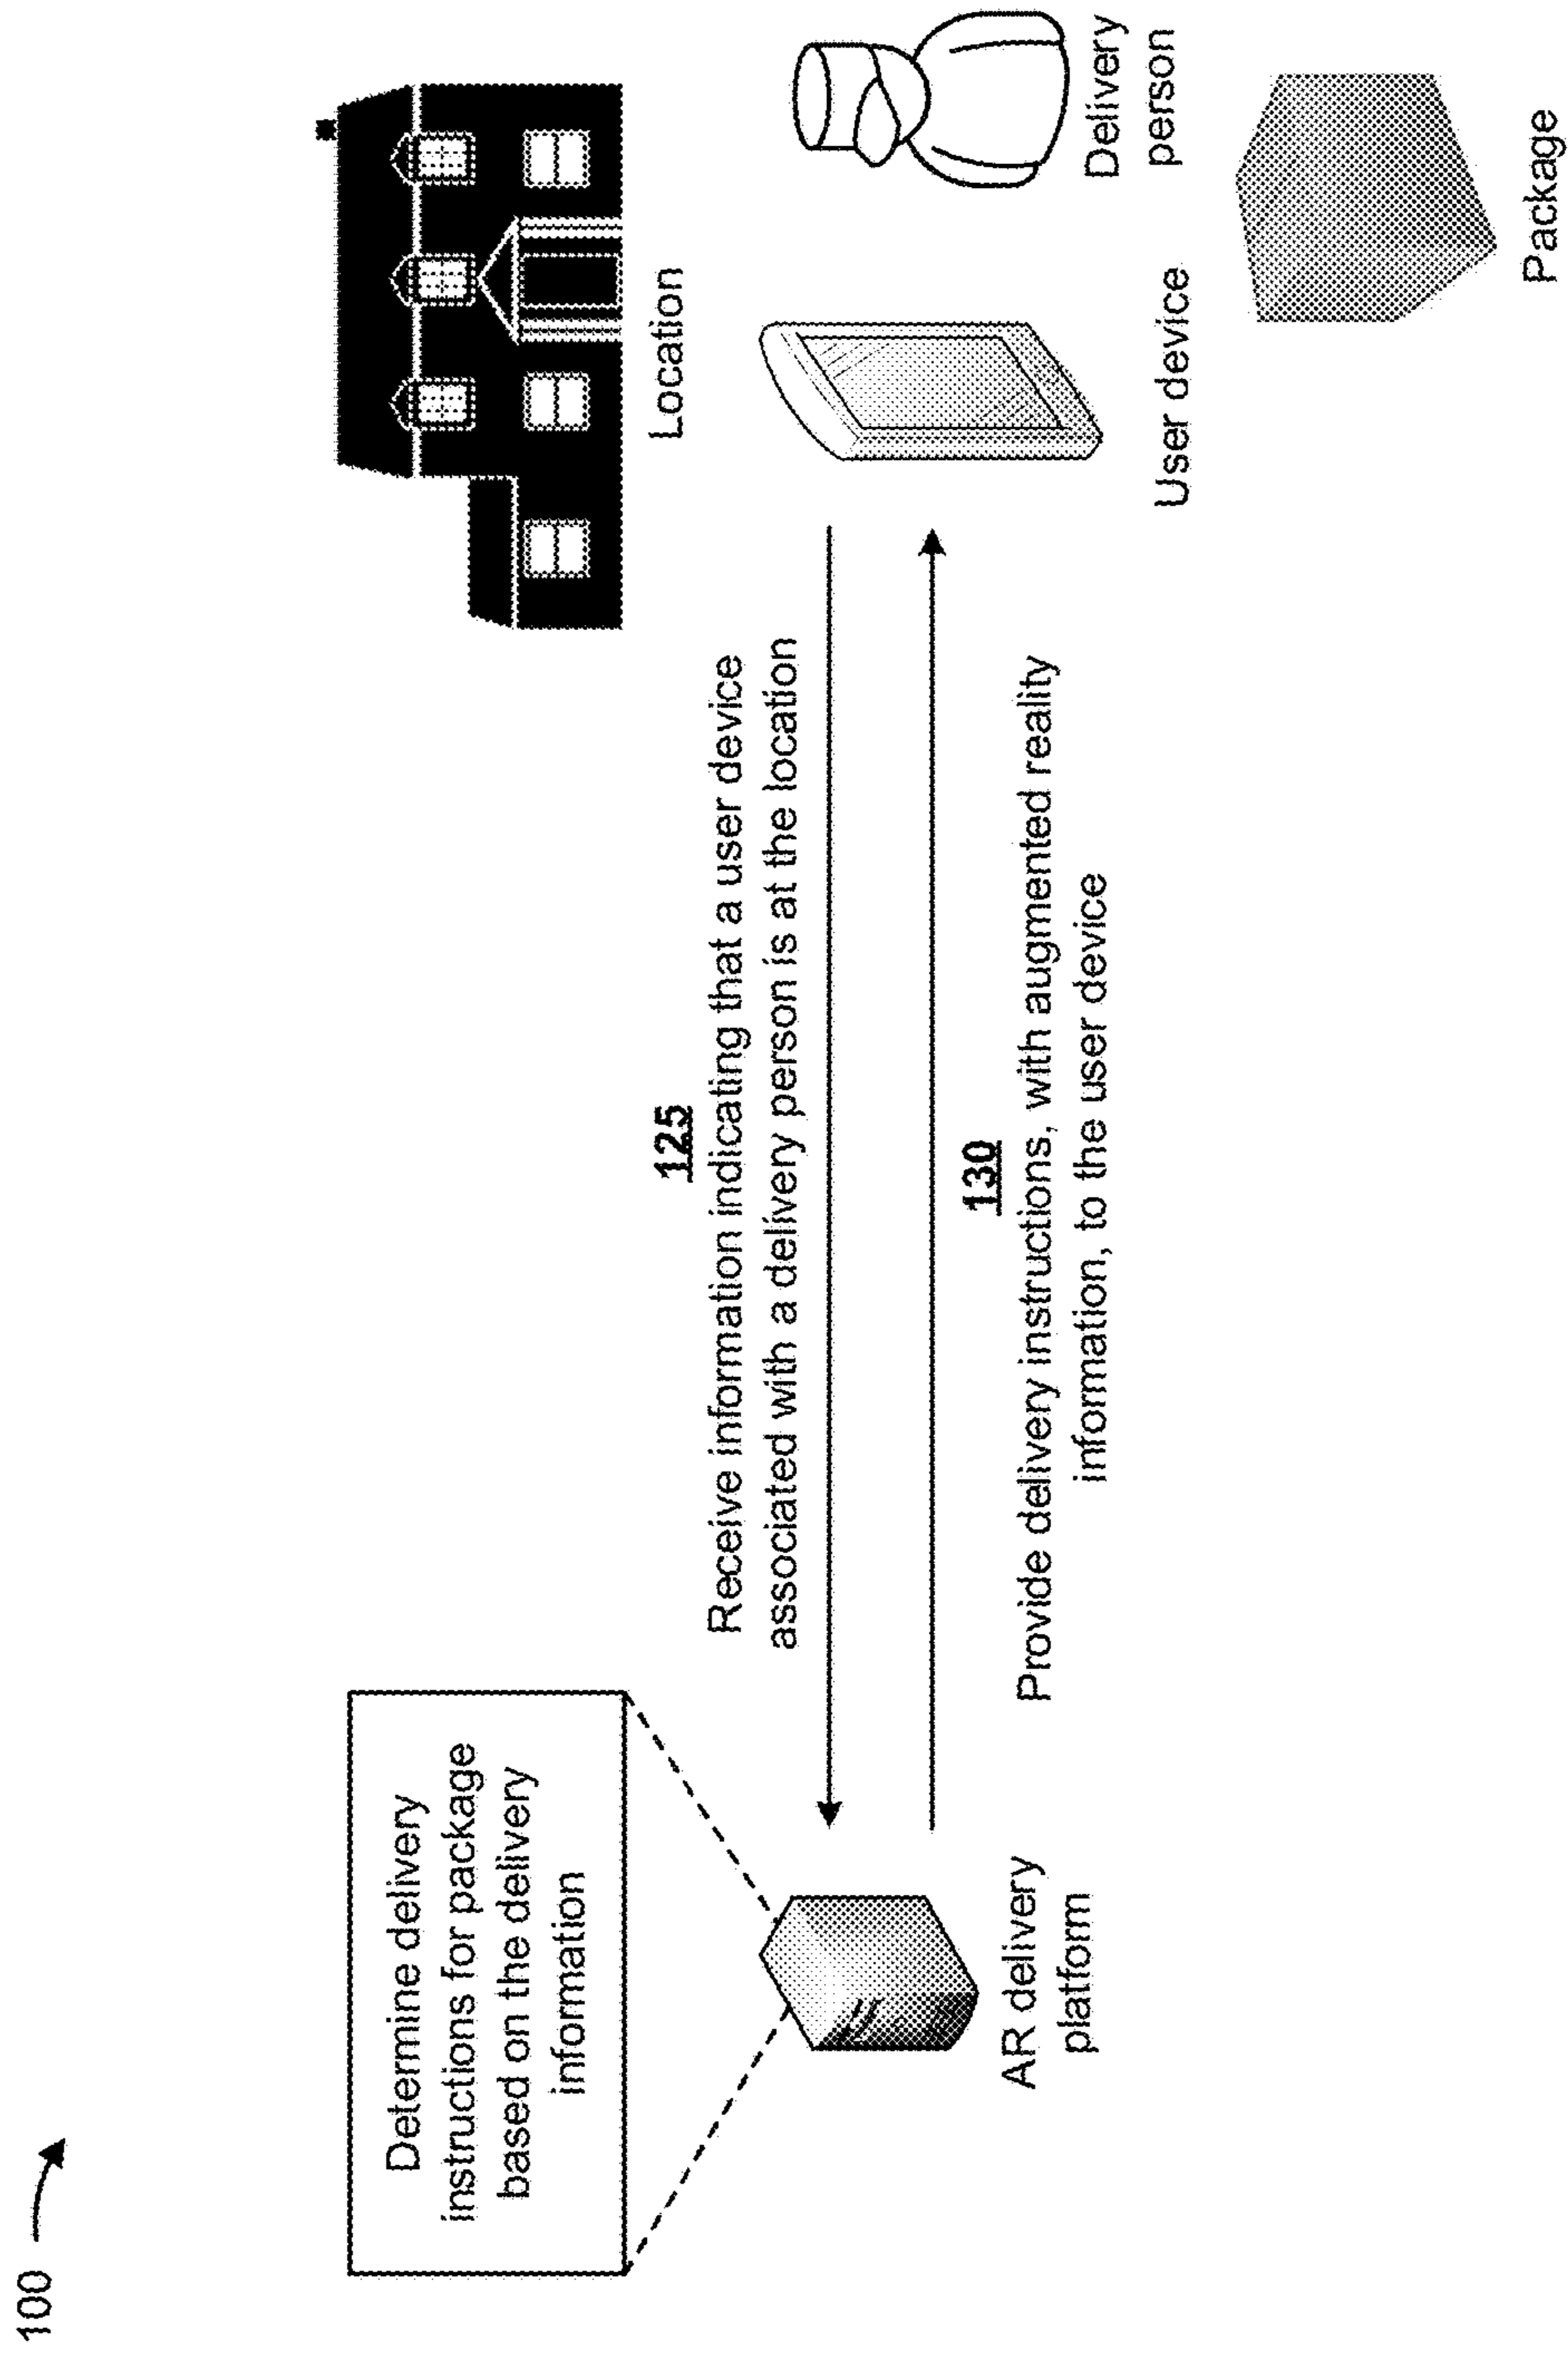 100
Determine delivery
instructions for package
based on the delivery
information
AR delivery
platform
125
Receive information indicating that a user device
associated with a delivery person is at the location
130
Provide delivery instructions, with augmented reality
information, to the user device
Location
User device
Delivery
person
Package